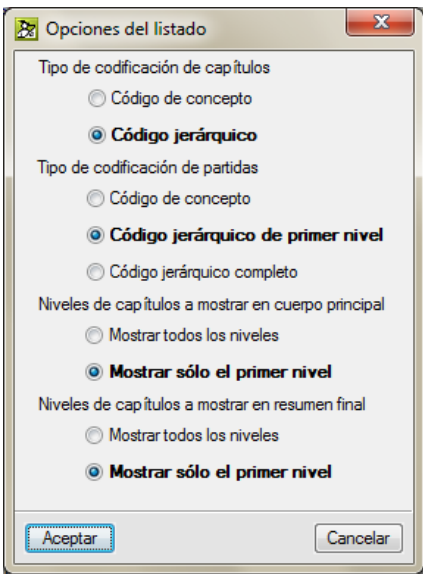 Opciones del listado
Tipo de codificación de capítulos
Código de concepto
Código jerárquico
Tipo de codificación de partidas
Código de concepto
Código jerárquico de primer nivel
Código jerárquico completo
Niveles de capítulos a mostrar en cuerpo principal
Mostrar todos los niveles
Mostrar sólo el primer nivel
Niveles de capítulos a mostrar en resumen final
Mostrar todos los niveles
Mostrar sólo el primer nivel
Aceptar Cancelar